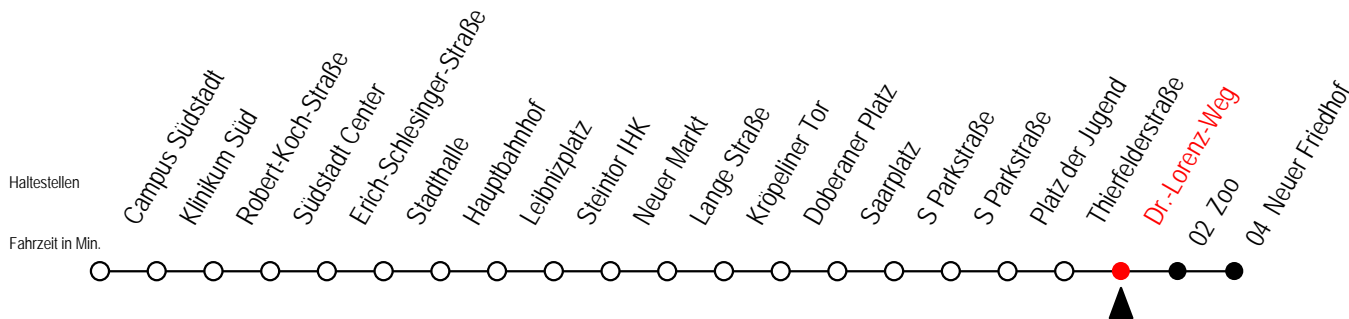 Haltestellen
Fahrzeit in Min.
Campus Südstadt
Klinikum Süd
Robert-Koch-Straße
Südstadt Center
Erich-Schlesinger-Straße
Stadthalle
Hauptbahnhof
Leibnizplatz
Steintor IHK
Neuer Markt
Lange Straße
Kröpeliner Tor
Doberaner Platz
Saarplatz
S Parkstraße
S Parkstraße
Platz der Jugend
Thierfelderstraße
Dr.-Lorenz-Weg
02 Zoo
04 Neuer Friedhof